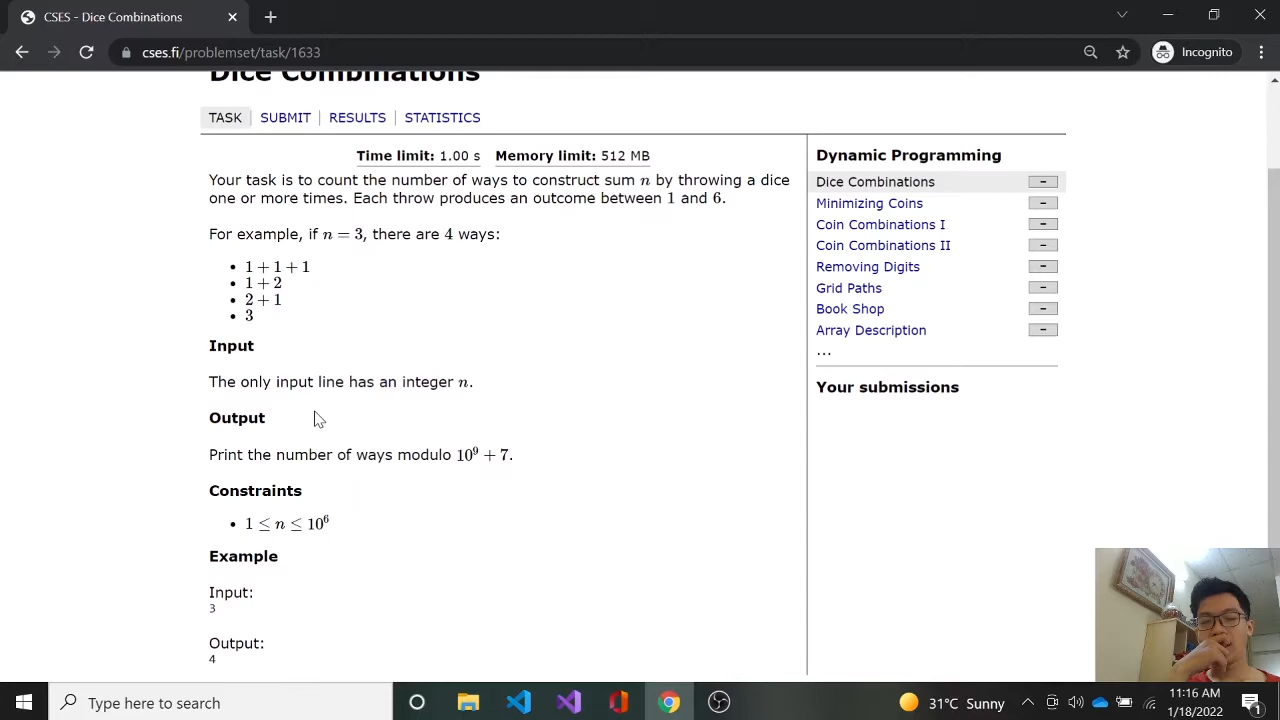 CSES - Dice Combinations
cses.fi/problemset/task/1633
Incognito
Dice Combinations
TASK | SUBMIT | RESULTS | STATISTICS
Time limit: 1.00 s Memory limit: 512 MB
Your task is to count the number of ways to construct sum n by throwing a dice
one or more times. Each throw produces an outcome between 1 and 6.
For example, if n = 3, there are 4 ways:
• 1 + 1 + 1
• 1 + 2
• 2 + 1
• 3
Input
The only input line has an integer n.
Output
Print the number of ways modulo 10⁹ + 7.
Constraints
• 1 ≤ n ≤ 10⁶
Example
Input:
3
Output:
4
Dynamic Programming
Dice Combinations –
Minimizing Coins –
Coin Combinations I –
Coin Combinations II –
Removing Digits –
Grid Paths –
Book Shop –
Array Description –
...
Your submissions
Type here to search
31°C Sunny
11:16 AM
1/18/2022
1